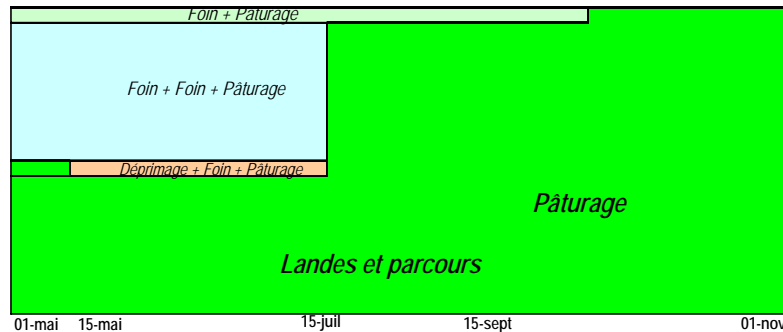 Foin + Pâturage
Foin + Foin + Pâturage
Déprimage + Foin + Pâturage
Pâturage
Landes et parcours
01-mai 15-mai 15-juil 15-sept 01-nov